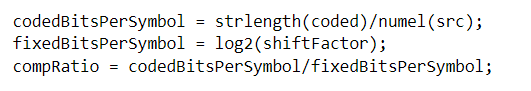 codedBitsPerSymbol = strlength(coded)/numel(src);
fixedBitsPerSymbol = log2(shiftFactor);
compRatio = codedBitsPerSymbol/fixedBitsPerSymbol;